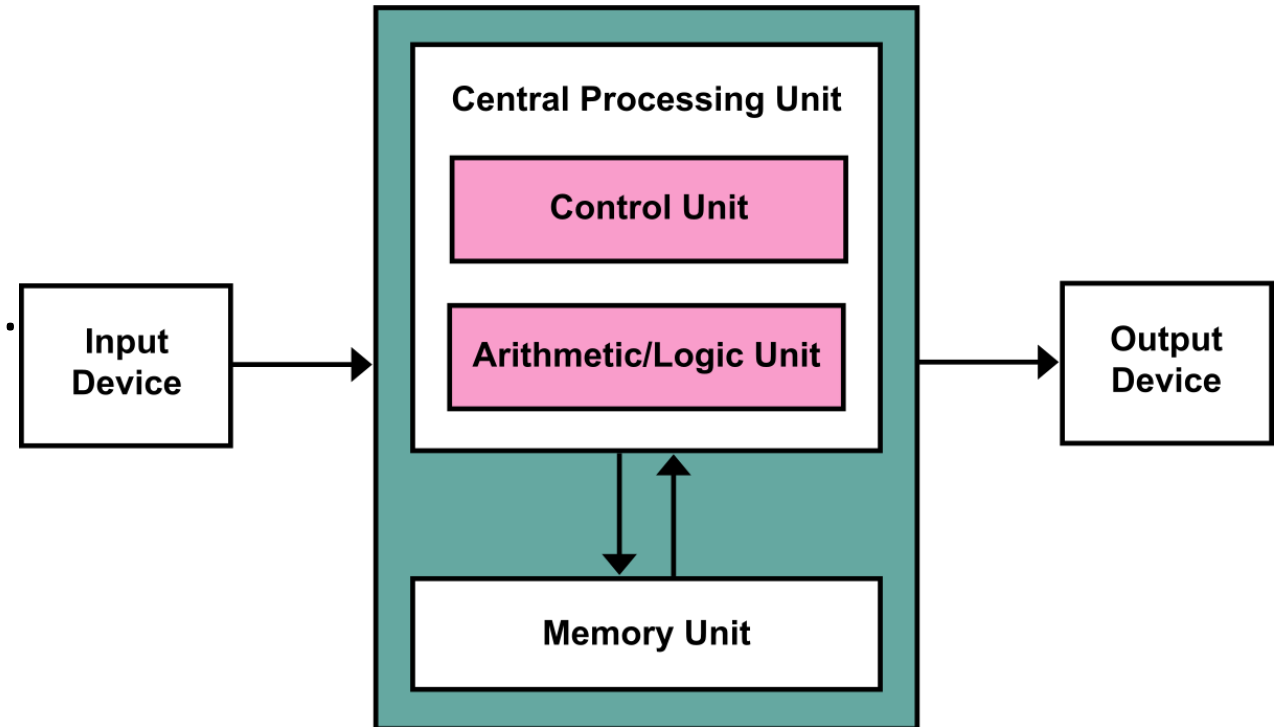 Central Processing Unit
Control Unit
Arithmetic/Logic Unit
Input
Device
Output
Device
Memory Unit